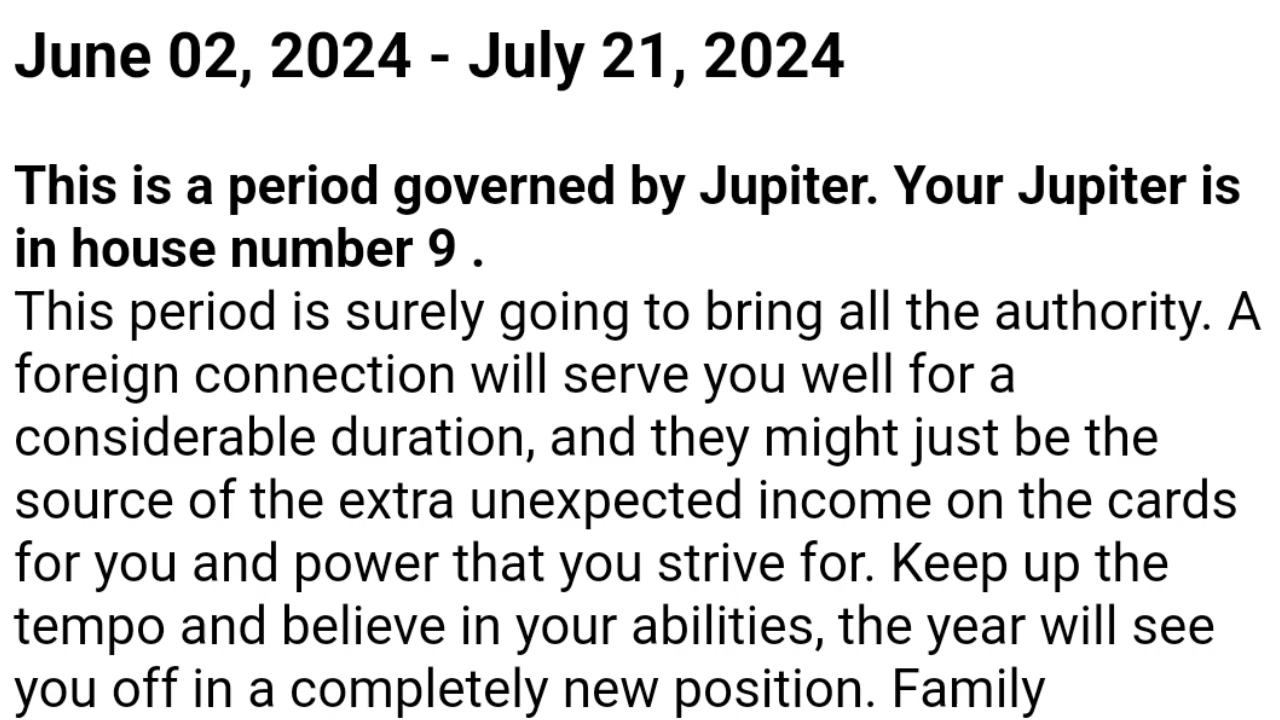 June 02, 2024 - July 21, 2024
This is a period governed by Jupiter. Your Jupiter is
in house number 9 .
This period is surely going to bring all the authority. A
foreign connection will serve you well for a
considerable duration, and they might just be the
source of the extra unexpected income on the cards
for you and power that you strive for. Keep up the
tempo and believe in your abilities, the year will see
you off in a completely new position. Family